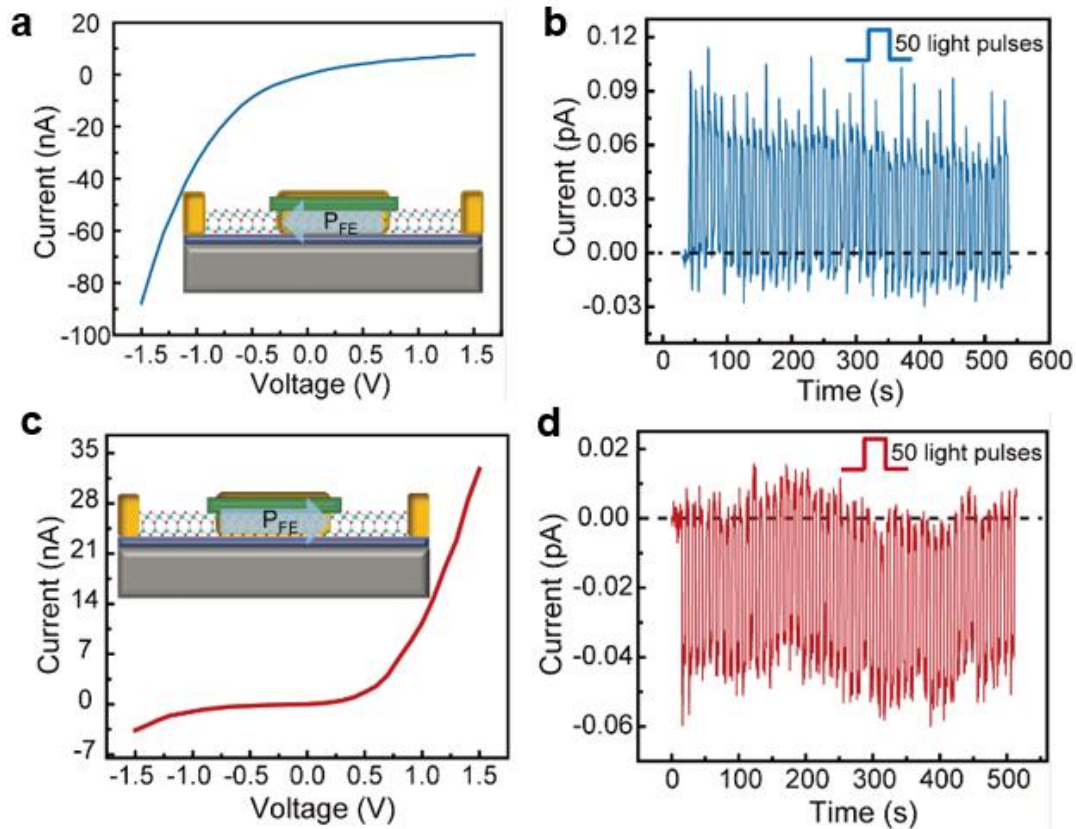 a
20
0
-20
-40
-60
-80
-100
Current (nA)
P_FE
-1.5 -1.0 -0.5 0.0 0.5 1.0 1.5
Voltage (V)
b
50 light pulses
0.12
0.09
0.06
0.03
0.00
-0.03
Current (pA)
0 100 200 300 400 500 600
Time (s)
c
35
28
21
14
7
0
-7
Current (nA)
P_FE
-1.5 -1.0 -0.5 0.0 0.5 1.0 1.5
Voltage (V)
d
50 light pulses
0.02
0.00
-0.02
-0.04
-0.06
Current (pA)
0 100 200 300 400 500
Time (s)